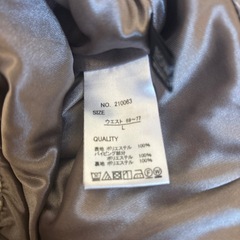 NO. 210083
SIZE
ウエスト 69~77
L
QUALITY
表地 ポリエステル 100%
パイピング部分
ポリエステル 100%
裏地 ポリエステル 100%